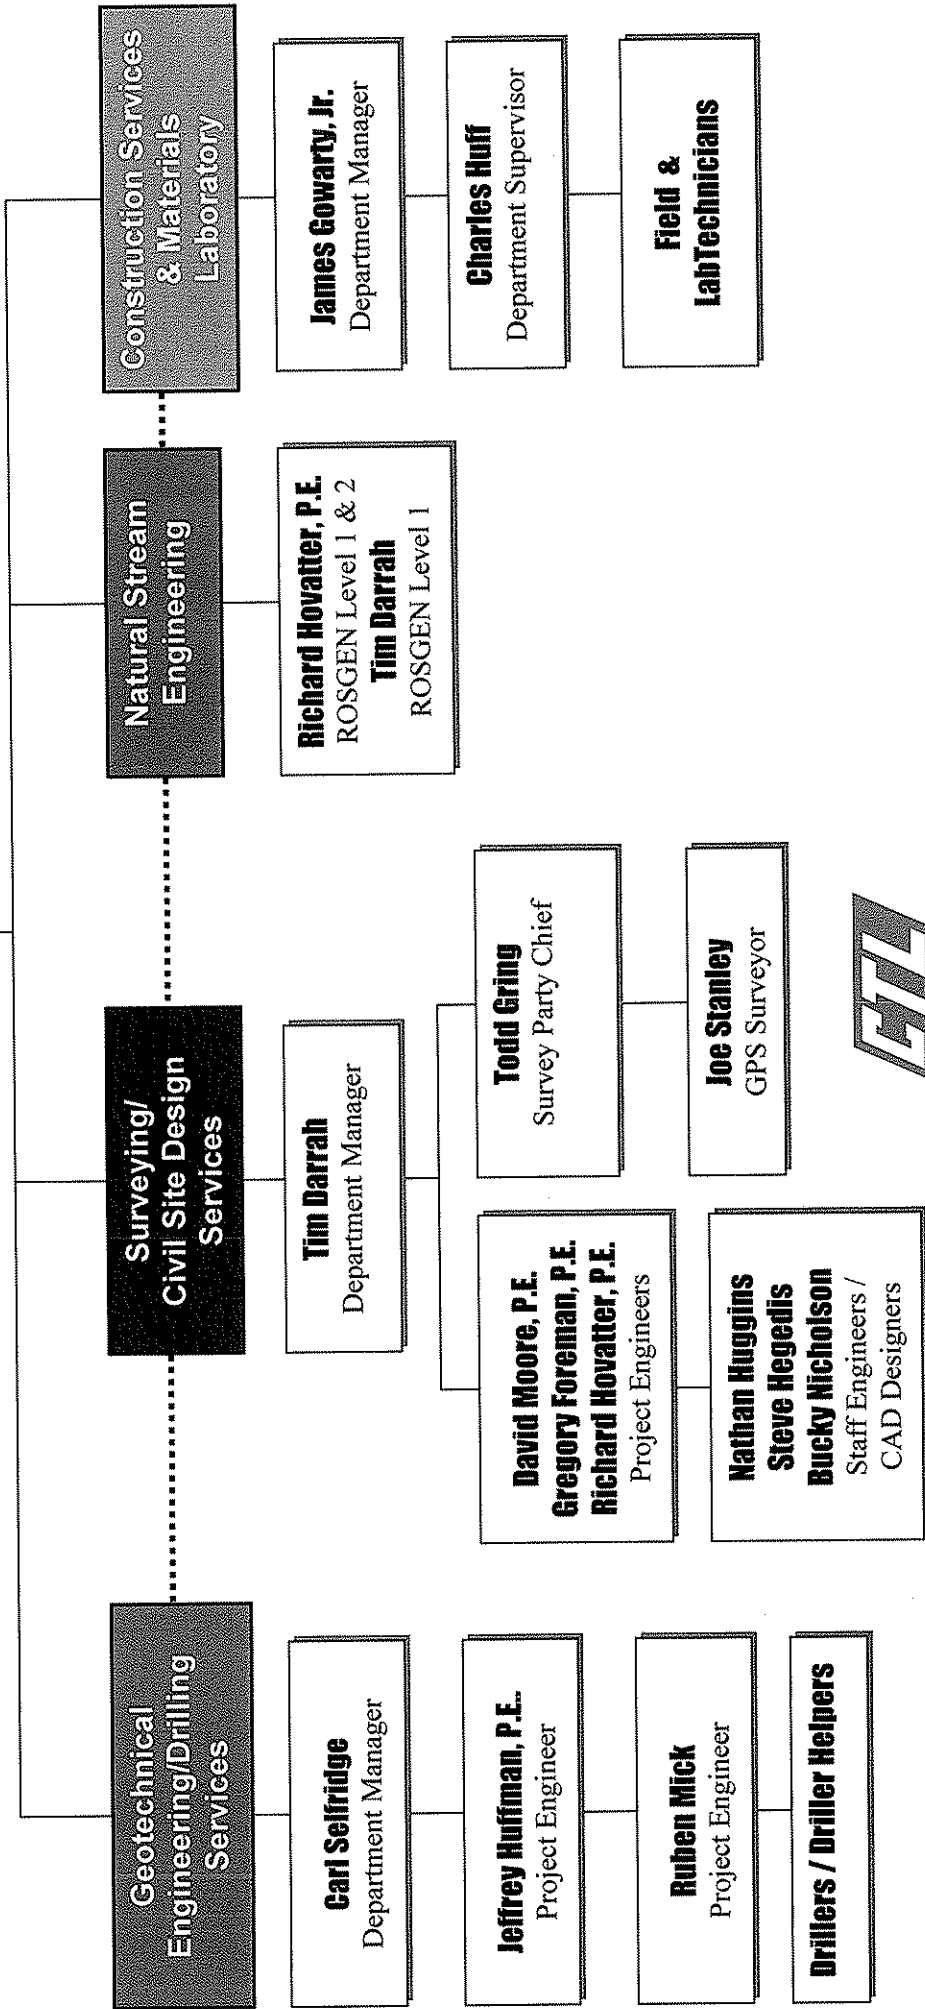 Geotechnical
Engineering/Drilling
Services
Carl Selfridge
Department Manager
Jeffrey Huffman, P.E..
Project Engineer
Ruben Mick
Project Engineer
Drillers / Driller Helpers
Surveying/
Civil Site Design
Services
Tim Darrah
Department Manager
David Moore, P.E.
Gregory Foreman, P.E.
Richard Hovatter, P.E.
Project Engineers
Nathan Huggins
Steve Hegedis
Bucky Nicholson
Staff Engineers /
CAD Designers
Todd Gring
Survey Party Chief
Joe Stanley
GPS Surveyor
Natural Stream
Engineering
Richard Hovatter, P.E.
ROSGEN Level 1 & 2
Tim Darrah
ROSGEN Level 1
Construction Services
& Materials
Laboratory
James Gowarty, Jr.
Department Manager
Charles Huff
Department Supervisor
Field &
LabTechnicians
CTL